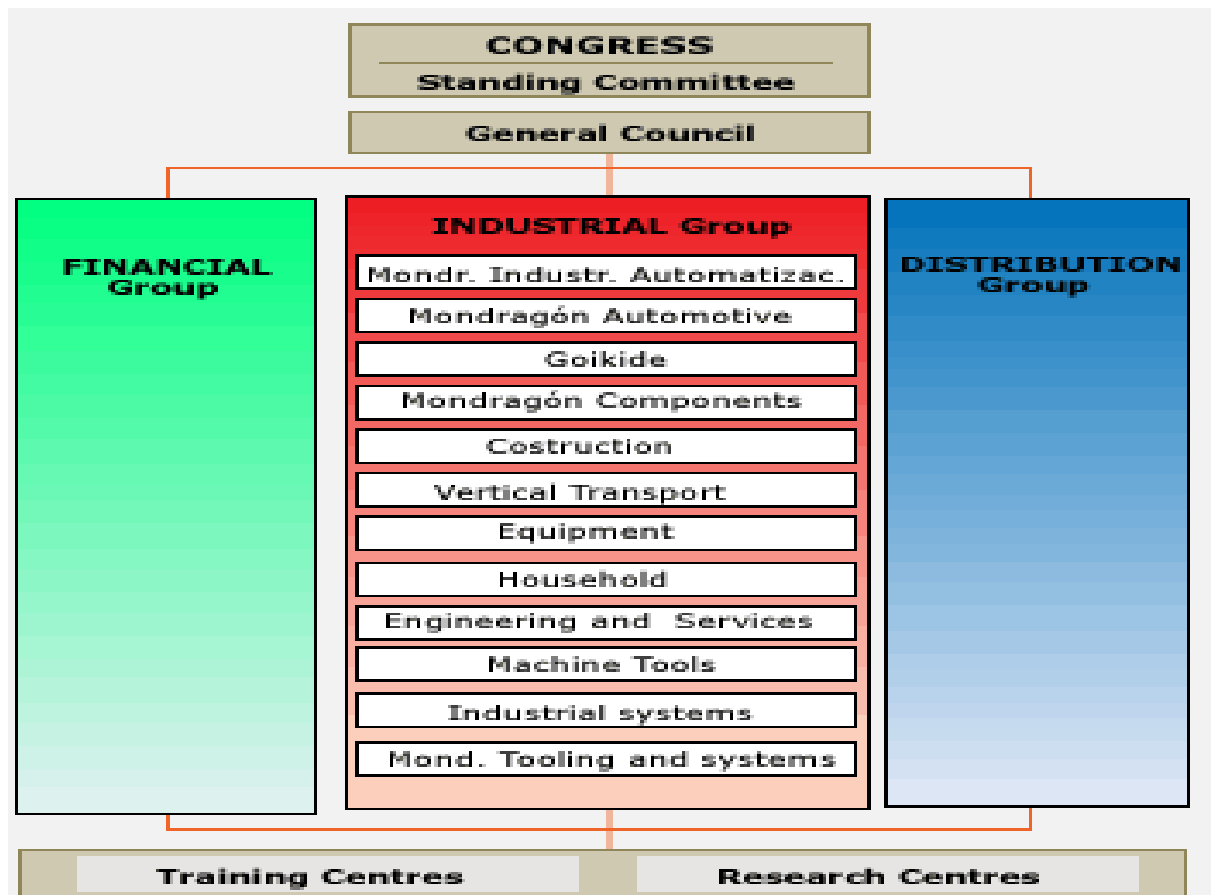 CONGRESS
Standing Committee
General Council
FINANCIAL
Group
INDUSTRIAL Group
Mondr. Industr. Automatizac.
Mondragón Automotive
Goikide
Mondragón Components
Costruction
Vertical Transport
Equipment
Household
Engineering and Services
Machine Tools
Industrial systems
Mond. Tooling and systems
DISTRIBUTION
Group
Training Centres
Research Centres